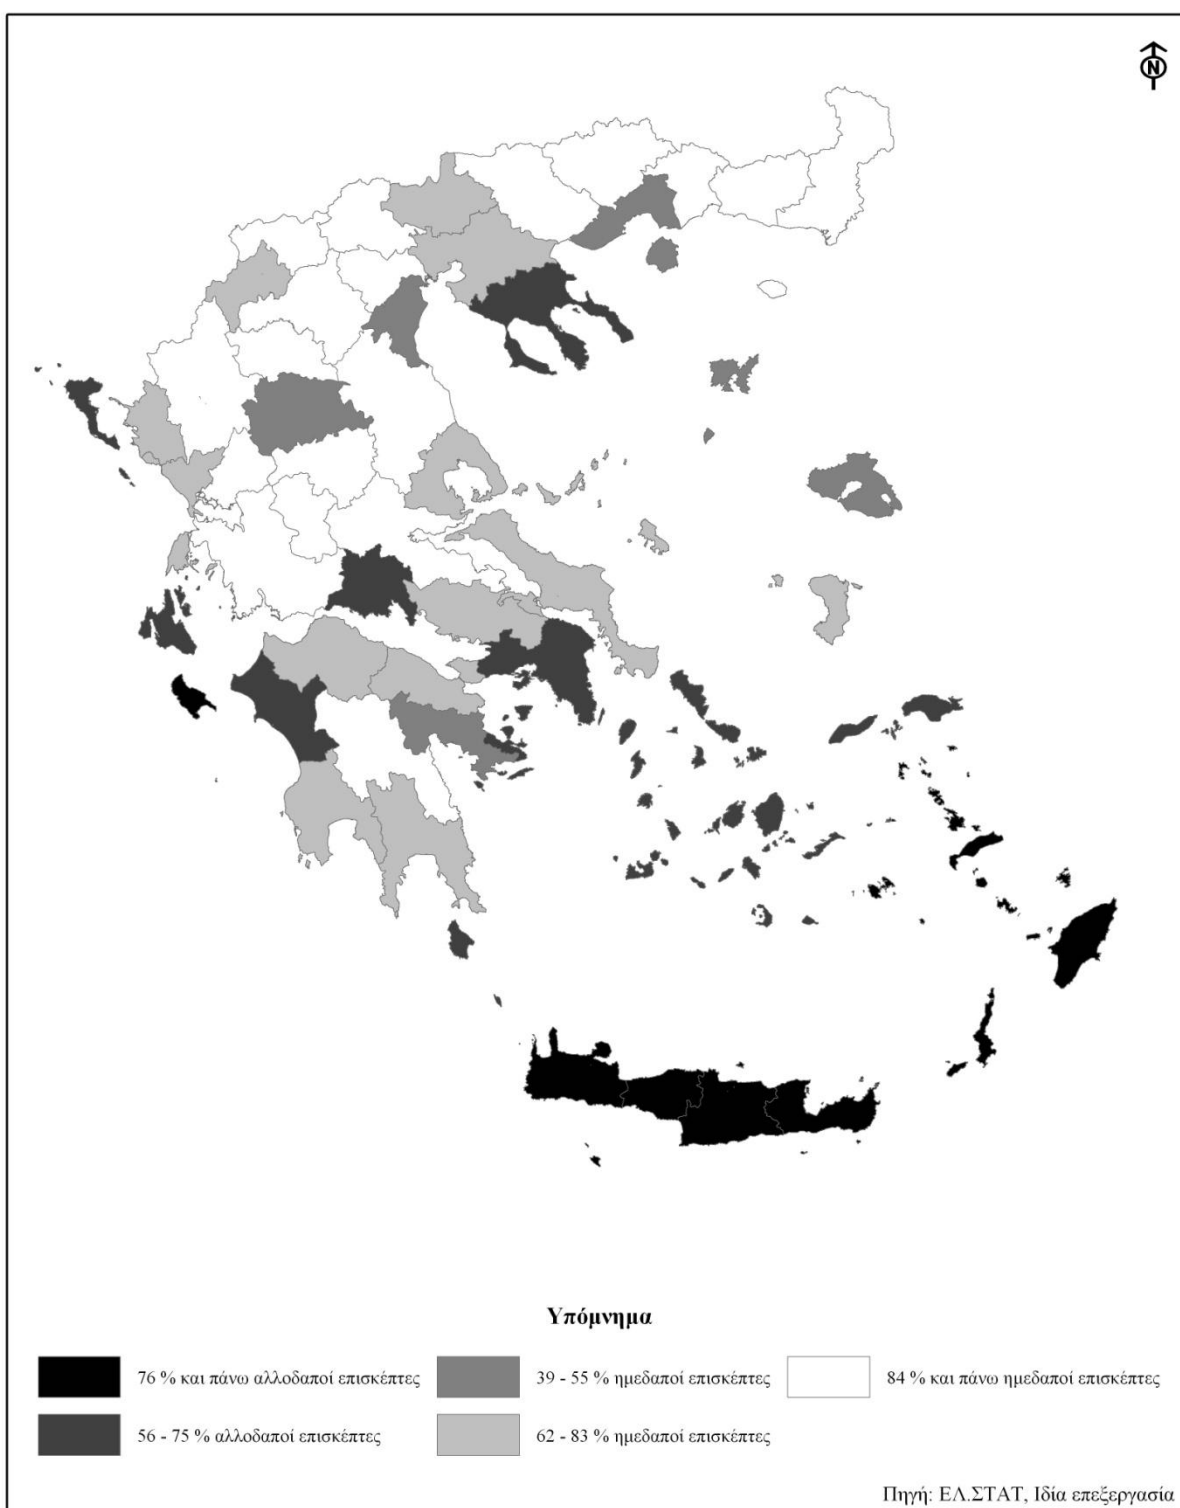 N
Υπόμνημα
76 % και πάνω αλλοδαποί επισκέπτες
39 - 55 % ημεδαποί επισκέπτες
84 % και πάνω ημεδαποί επισκέπτες
56 - 75 % αλλοδαποί επισκέπτες
62 - 83 % ημεδαποί επισκέπτες
Πηγή: ΕΛ.ΣΤΑΤ, Ιδία επεξεργασία